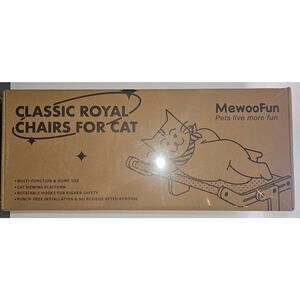 CLASSIC ROYAL
CHAIRS FOR CAT
MewooFun
Pets live more fun.
• MULTI-FUNCTION & HOME USE
• CAT VIEWING PLATFORM
• ROTATABLE HOOKS FOR HIGHER SAFETY
• PUNCH-FREE INSTALLATION & NO RESIDUE AFTER REMOVAL